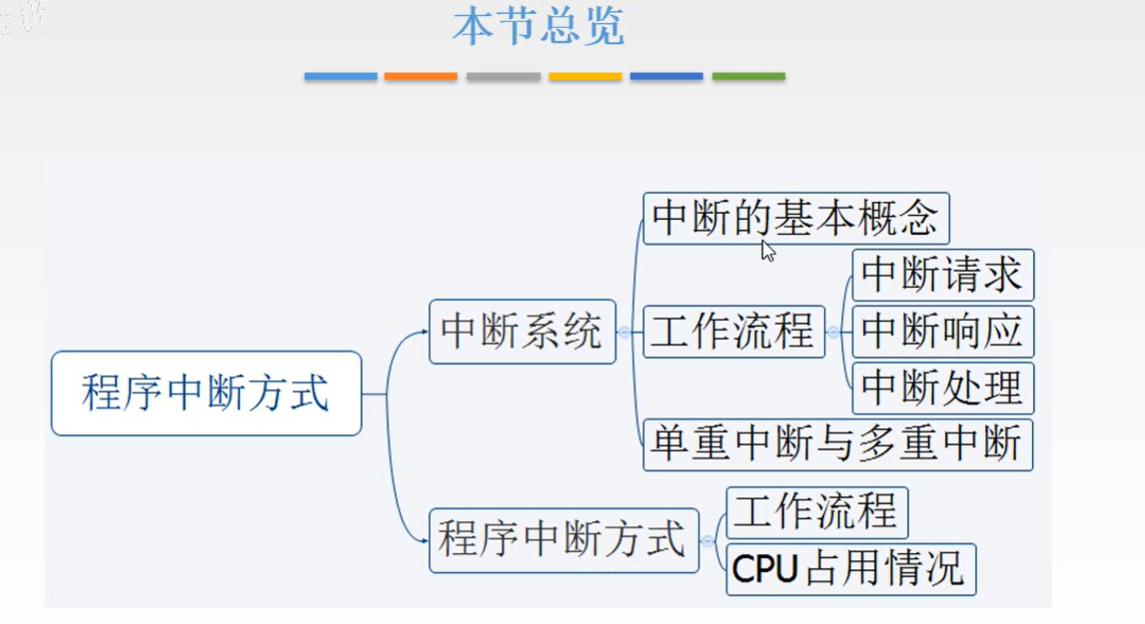 本节总览
中断的基本概念
中断请求
中断系统
工作流程
中断响应
程序中断方式
中断处理
单重中断与多重中断
工作流程
程序中断方式
CPU占用情况